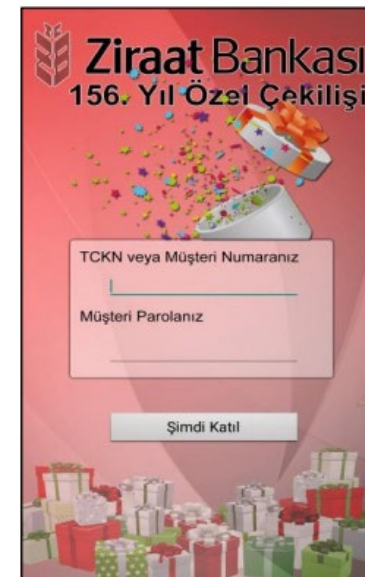 Ziraat Bankası
156. Yıl Özel Çekilişi
TCKN veya Müşteri Numaranız
Müşteri Parolanız
Şimdi Katıl